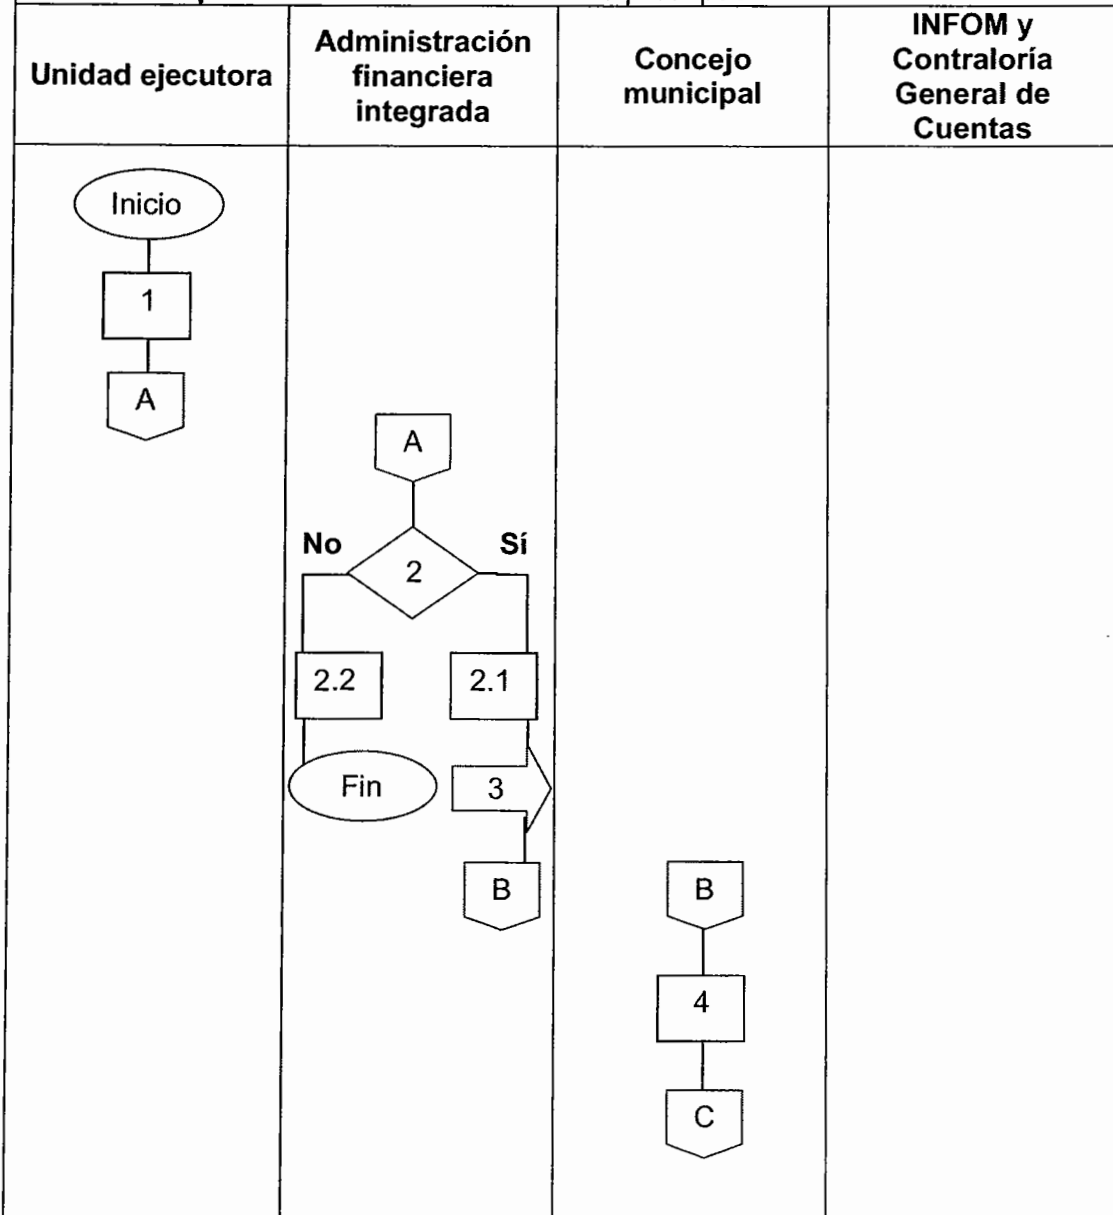 Unidad ejecutora
Administración
financiera
integrada
Concejo
municipal
INFOM y
Contraloría
General de
Cuentas
Inicio
1
A
A
No
Sí
2
2.2
2.1
Fin
3
B
B
4
C